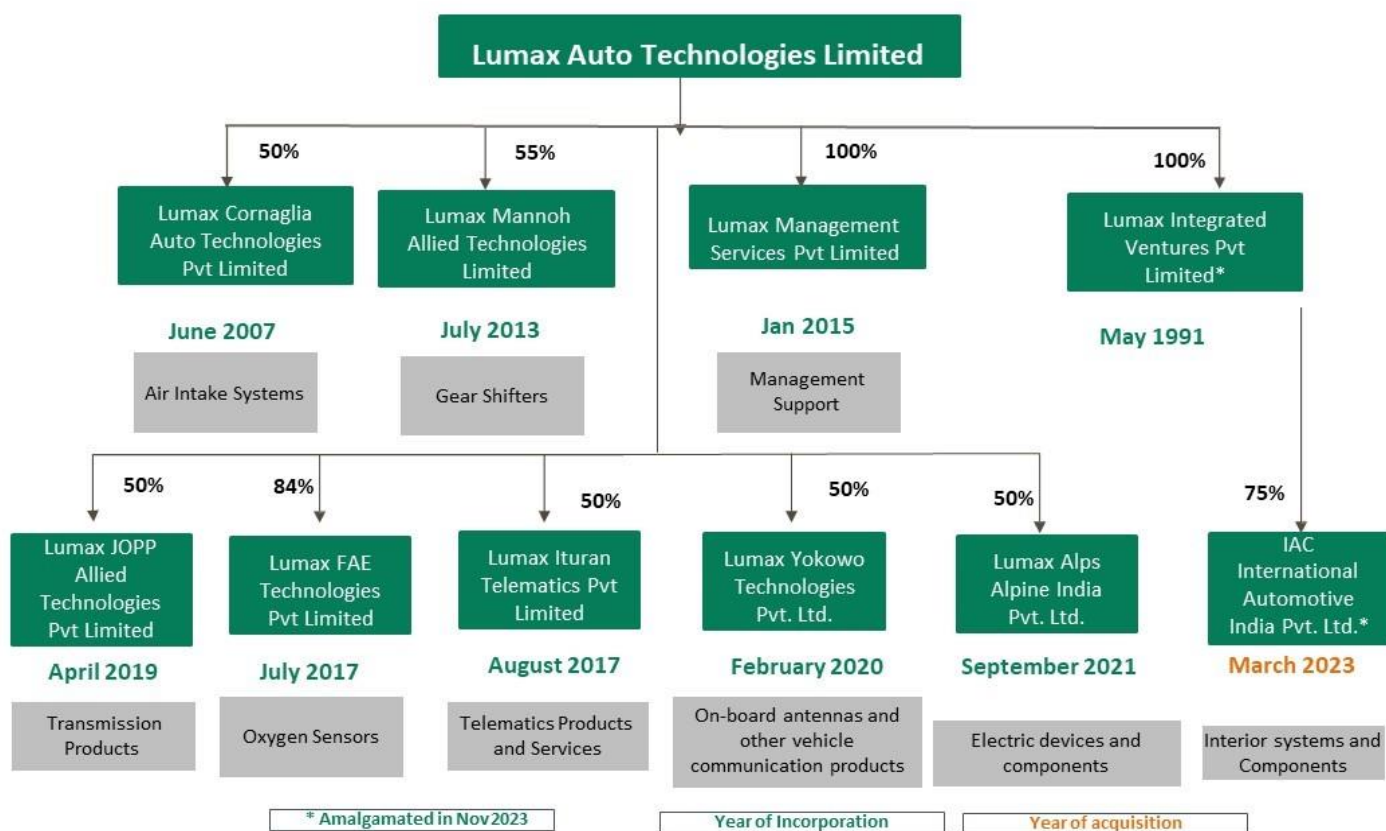 Lumax Auto Technologies Limited
50%
55%
100%
100%
Lumax Cornaglia
Auto Technologies
Pvt Limited
Lumax Mannoh
Allied Technologies
Limited
Lumax Management
Services Pvt Limited
Lumax Integrated
Ventures Pvt
Limited*
June 2007
July 2013
Jan 2015
May 1991
Air Intake Systems
Gear Shifters
Management
Support
50%
84%
50%
50%
50%
75%
Lumax JOPP
Allied
Technologies
Pvt Limited
Lumax FAE
Technologies
Pvt Limited
Lumax Ituran
Telematics Pvt
Limited
Lumax Yokowo
Technologies
Pvt. Ltd.
Lumax Alps
Alpine India
Pvt. Ltd.
IAC
International
Automotive
India Pvt. Ltd.*
April 2019
July 2017
August 2017
February 2020
September 2021
March 2023
Transmission
Products
Oxygen Sensors
Telematics Products
and Services
On-board antennas and
other vehicle
communication products
Electric devices and
components
Interior systems and
Components
* Amalgamated in Nov 2023
Year of Incorporation
Year of acquisition